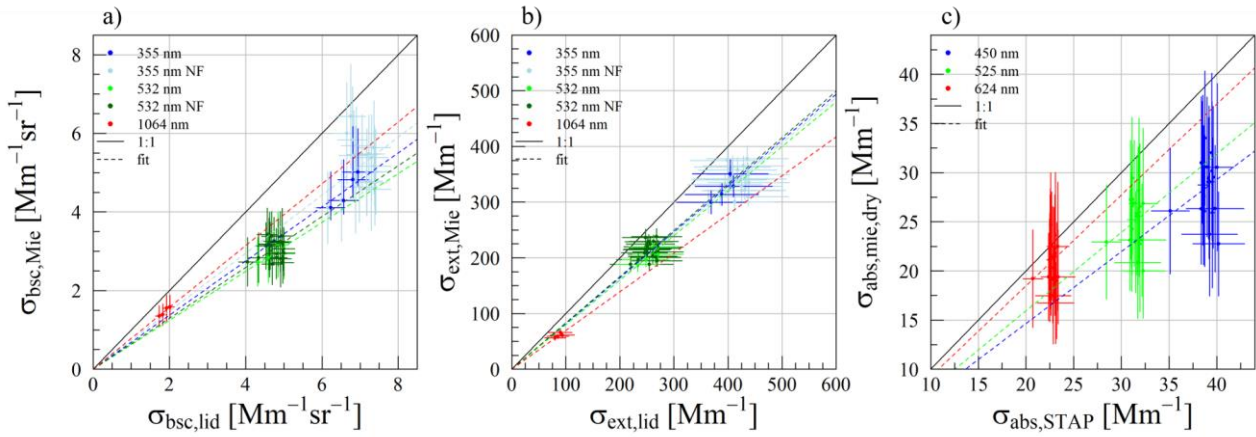 a)
σbsc,Mie [Mm⁻¹sr⁻¹]
8
6
4
2
0
355 nm
355 nm NF
532 nm
532 nm NF
1064 nm
1:1
fit
0 2 4 6 8
σbsc,lid [Mm⁻¹sr⁻¹]
b)
σext,Mie [Mm⁻¹]
600
500
400
300
200
100
0
355 nm
355 nm NF
532 nm
532 nm NF
1064 nm
1:1
fit
0 100 200 300 400 500 600
σext,lid [Mm⁻¹]
c)
σabs,mie,dry [Mm⁻¹]
40
35
30
25
20
15
10
450 nm
525 nm
624 nm
1:1
fit
10 15 20 25 30 35 40
σabs,STAP [Mm⁻¹]